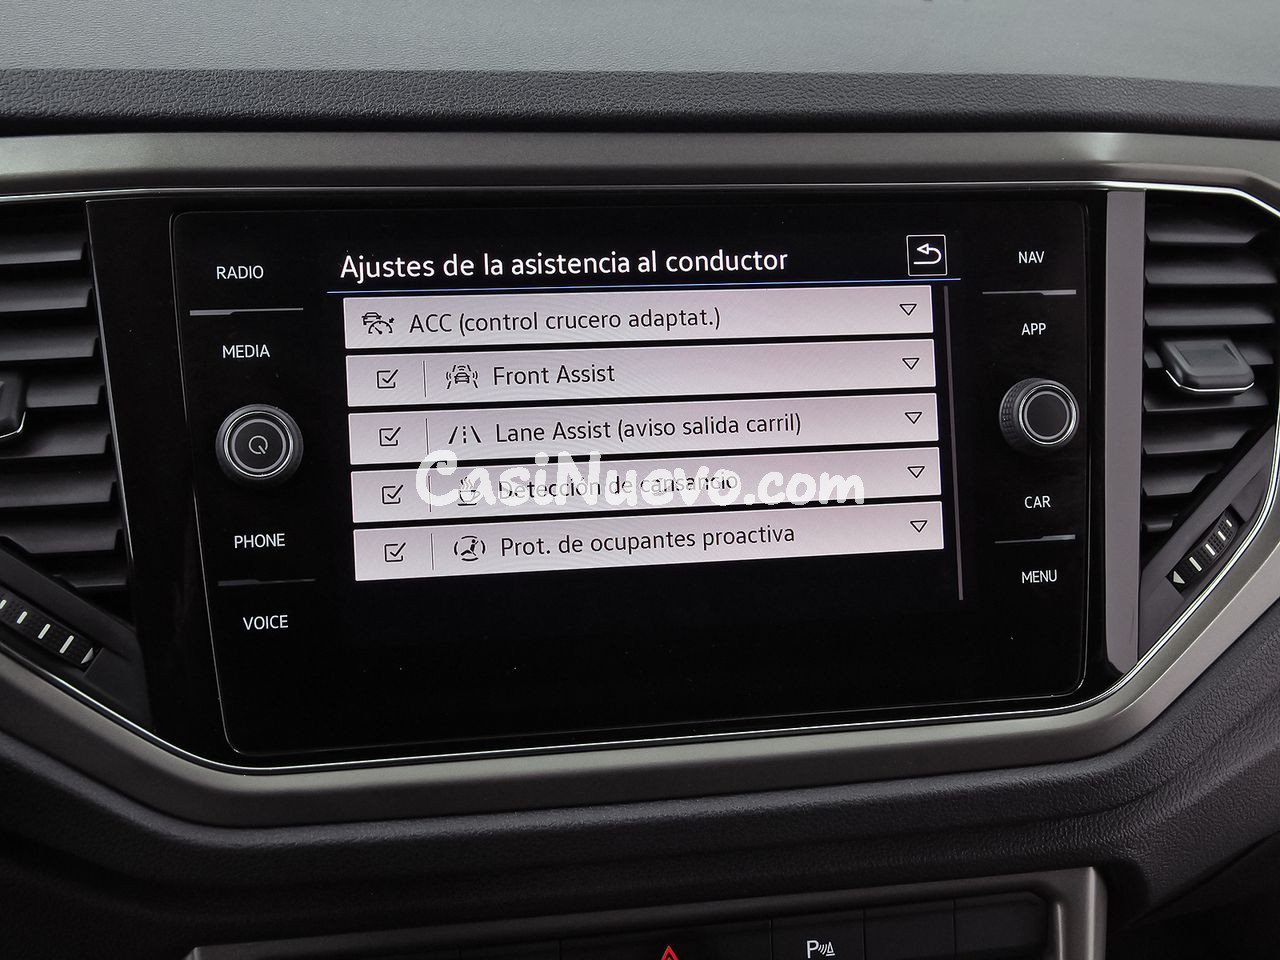 RADIO
MEDIA
PHONE
VOICE
Ajustes de la asistencia al conductor
ACC (control crucero adaptat.)
Front Assist
Lane Assist (aviso salida carril)
Detección de cansancio
CasiNuevo.com
Prot. de ocupantes proactiva
NAV
APP
CAR
MENU
P